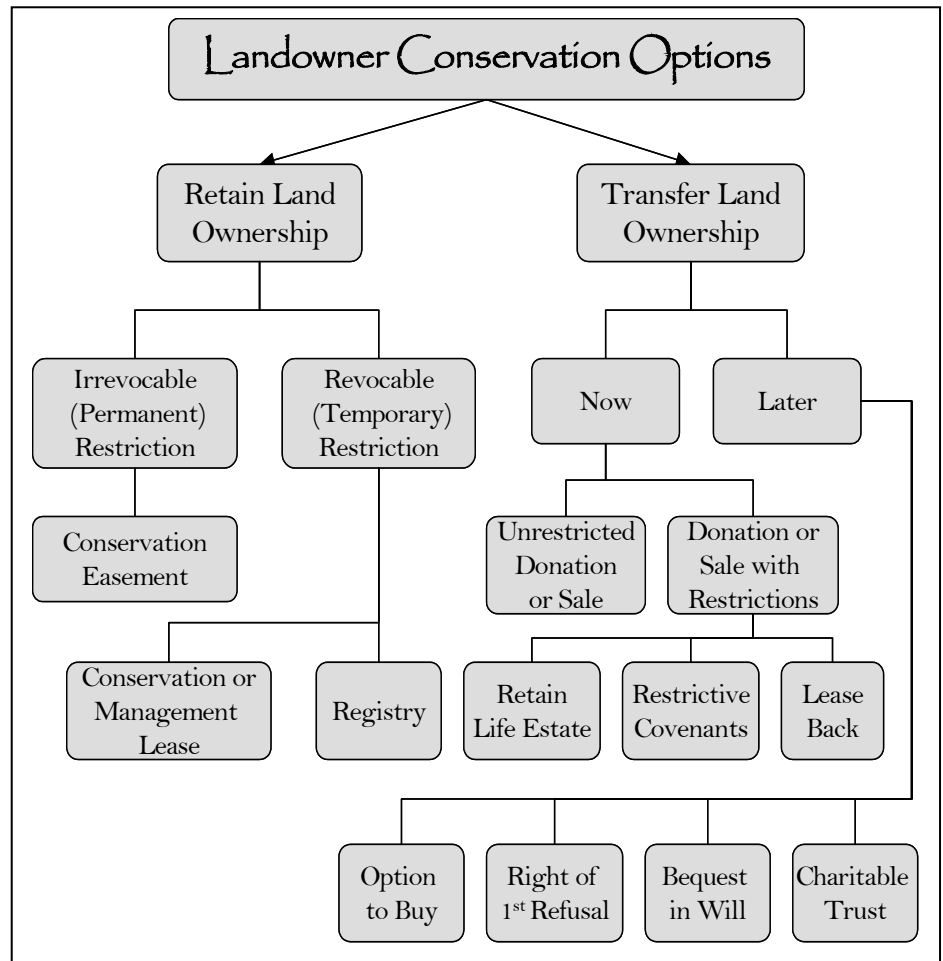 Landowner Conservation Options
Retain Land
Ownership
Transfer Land
Ownership
Irrevocable
(Permanent)
Restriction
Revocable
(Temporary)
Restriction
Now
Later
Conservation
Easement
Unrestricted
Donation
or Sale
Donation or
Sale with
Restrictions
Conservation or
Management
Lease
Registry
Retain
Life Estate
Restrictive
Covenants
Lease
Back
Option
to Buy
Right of
1st Refusal
Bequest
in Will
Charitable
Trust